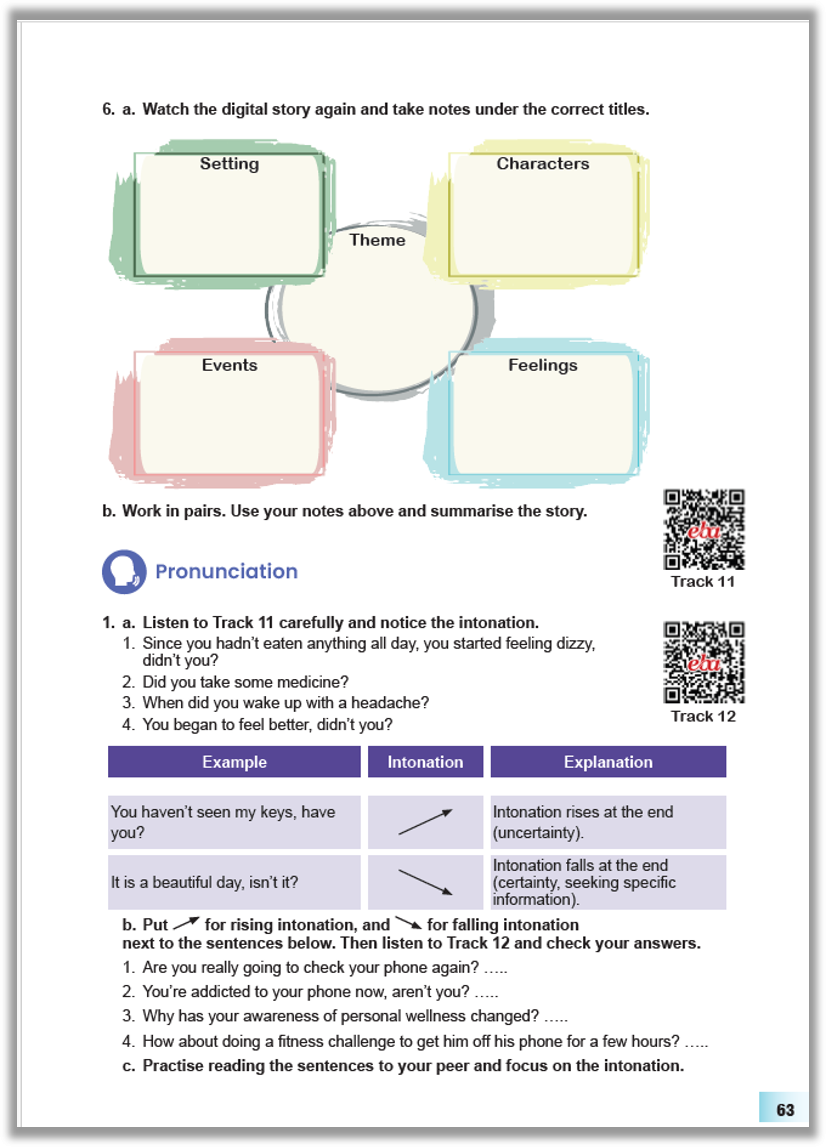 6. a. Watch the digital story again and take notes under the correct titles.
Setting
Characters
Theme
Events
Feelings
b. Work in pairs. Use your notes above and summarise the story.
eba
Track 11
Pronunciation
1. a. Listen to Track 11 carefully and notice the intonation.
1. Since you hadn't eaten anything all day, you started feeling dizzy,
didn't you?
2. Did you take some medicine?
3. When did you wake up with a headache?
4. You began to feel better, didn't you?
eba
Track 12
Example Intonation Explanation
You haven't seen my keys, have
you?
Intonation rises at the end
(uncertainty).
It is a beautiful day, isn't it?
Intonation falls at the end
(certainty, seeking specific
information).
b. Put for rising intonation, and for falling intonation
next to the sentences below. Then listen to Track 12 and check your answers.
1. Are you really going to check your phone again? .....
2. You're addicted to your phone now, aren't you? .....
3. Why has your awareness of personal wellness changed? .....
4. How about doing a fitness challenge to get him off his phone for a few hours? .....
c. Practise reading the sentences to your peer and focus on the intonation.
63